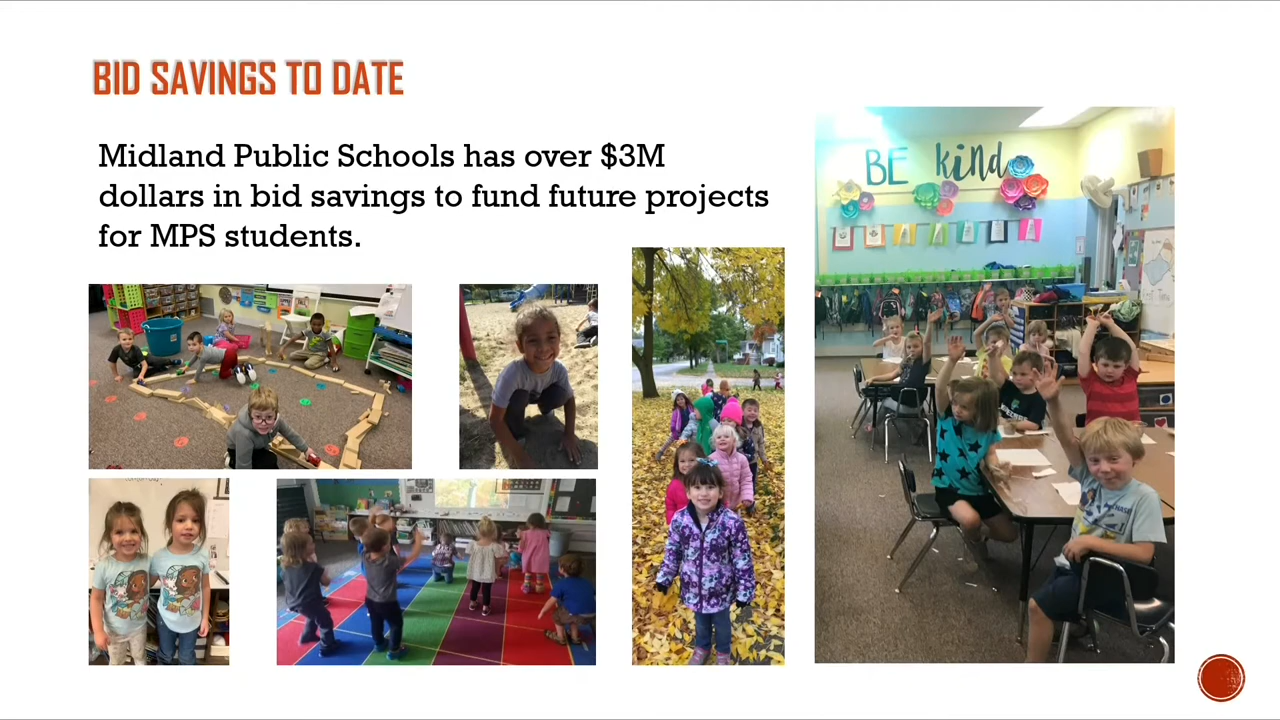 BID SAVINGS TO DATE
Midland Public Schools has over $3M
dollars in bid savings to fund future projects
for MPS students.
BE kind